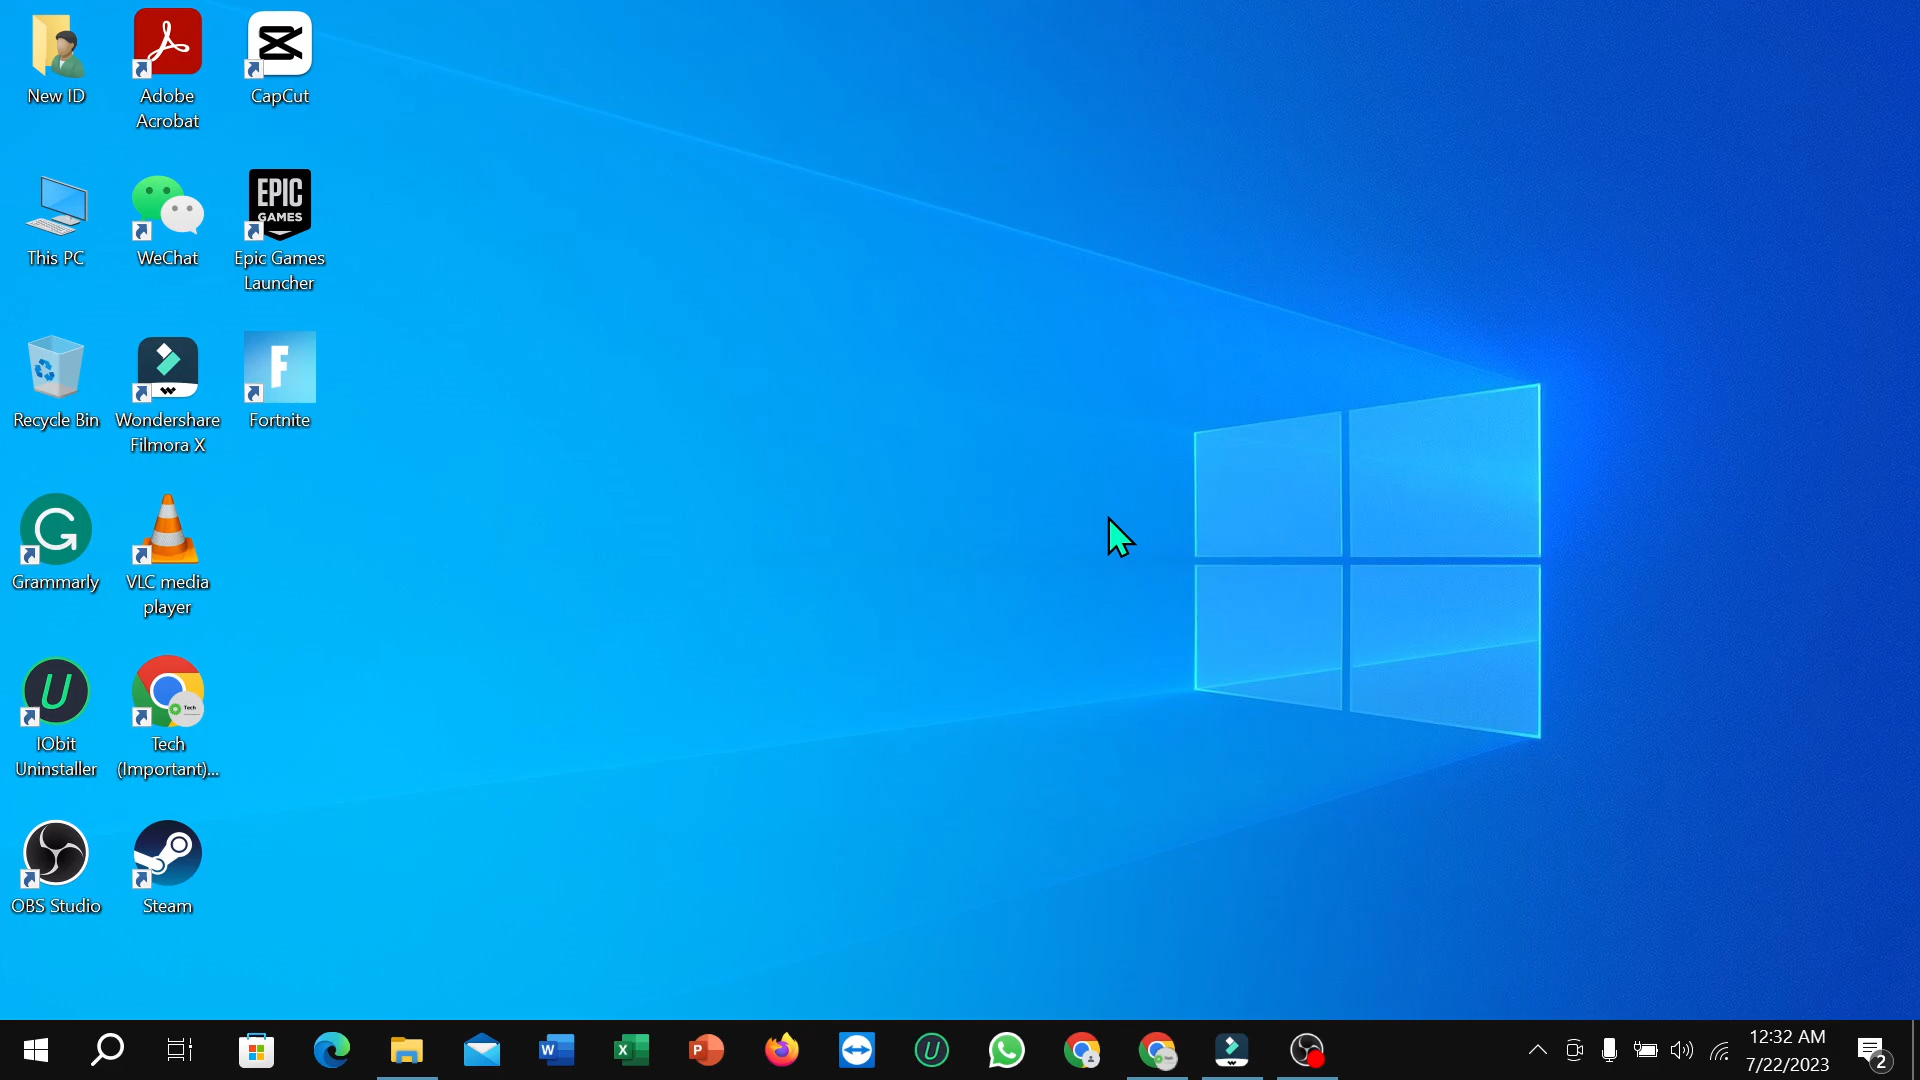 New ID
Adobe
Acrobat
CapCut
EPIC
GAMES
This PC
WeChat
Epic Games
Launcher
F
Recycle Bin
Wondershare
Filmora X
Fortnite
G
Grammarly
VLC media
player
U
Tech
IObit
Uninstaller
Tech
(Important)...
OBS Studio
Steam
W
X
P
U
12:32 AM
7/22/2023
2